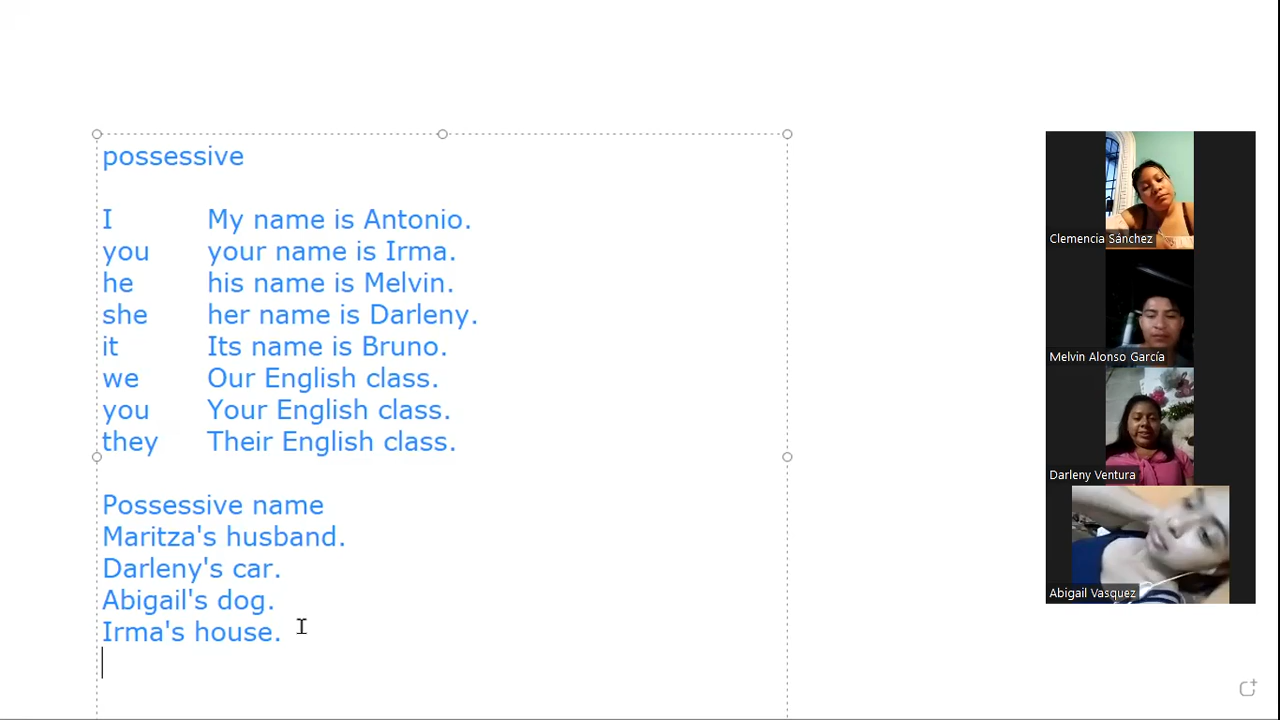 possessive
I My name is Antonio.
you your name is Irma.
he his name is Melvin.
she her name is Darleny.
it Its name is Bruno.
we Our English class.
you Your English class.
they Their English class.
Possessive name
Maritza's husband.
Darleny's car.
Abigail's dog.
Irma's house.
Clemencia Sánchez
Melvin Alonso García
Darleny Ventura
Abigail Vasquez